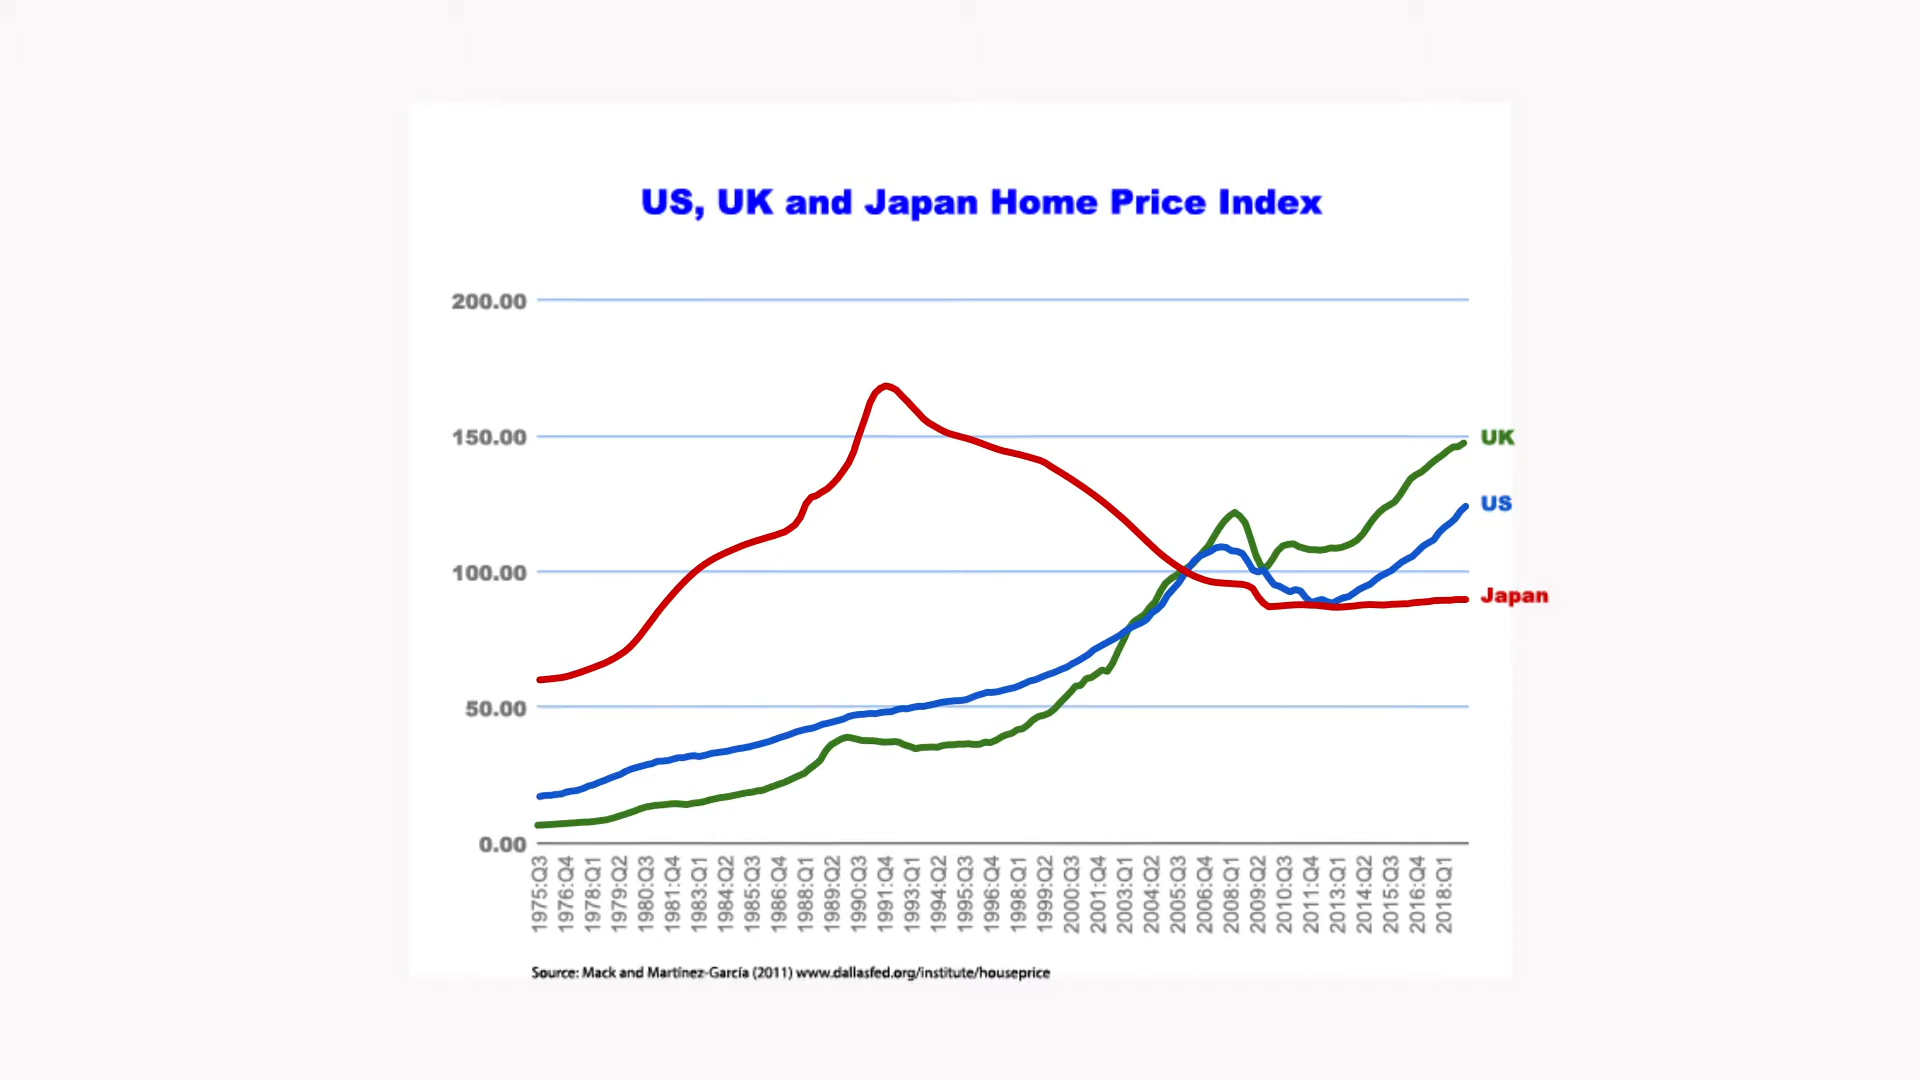 US, UK and Japan Home Price Index
200.00
150.00
100.00
50.00
0.00
UK
US
Japan
1975:Q3
1976:Q4
1978:Q1
1979:Q2
1980:Q3
1981:Q4
1983:Q1
1984:Q2
1985:Q3
1986:Q4
1988:Q1
1989:Q2
1990:Q3
1991:Q4
1993:Q1
1994:Q2
1995:Q3
1996:Q4
1998:Q1
1999:Q2
2000:Q3
2001:Q4
2003:Q1
2004:Q2
2005:Q3
2006:Q4
2008:Q1
2009:Q2
2010:Q3
2011:Q4
2013:Q1
2014:Q2
2015:Q3
2016:Q4
2018:Q1
Source: Mack and Martínez-García (2011) www.dallasfed.org/institute/houseprice